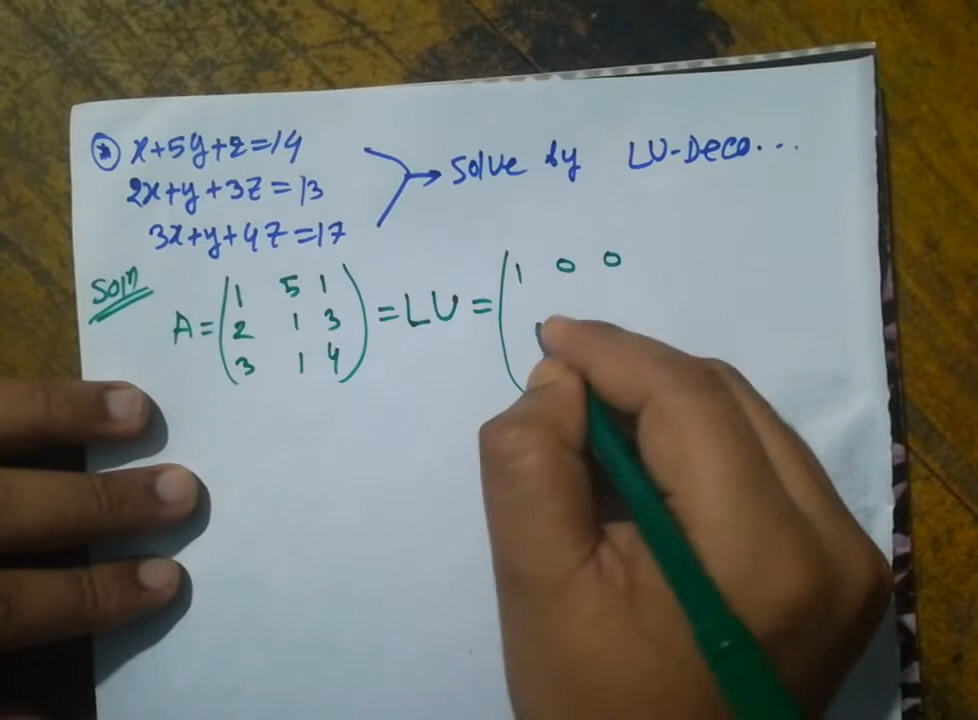 * x+5y+z=14
2x+y+3z=13
3x+y+4z=17
solve by LU-Deco...
Soln
A=(1 5 1
2 1 3
3 1 4) =LU=(1 0 0